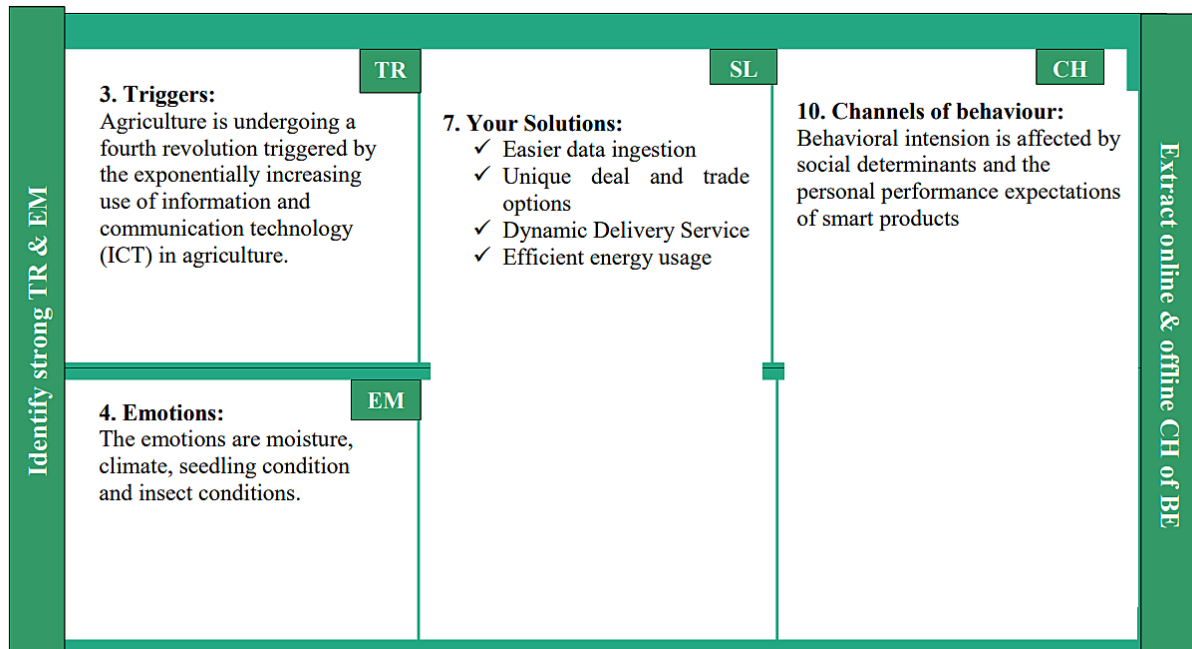 Identify strong TR & EM
TR
3. Triggers:
Agriculture is undergoing a
fourth revolution triggered by
the exponentially increasing
use of information and
communication technology
(ICT) in agriculture.
EM
4. Emotions:
The emotions are moisture,
climate, seedling condition
and insect conditions.
SL
7. Your Solutions:
✓ Easier data ingestion
✓ Unique deal and trade
options
✓ Dynamic Delivery Service
✓ Efficient energy usage
CH
10. Channels of behaviour:
Behavioral intension is affected by
social determinants and the
personal performance expectations
of smart products
Extract online & offline CH of BE